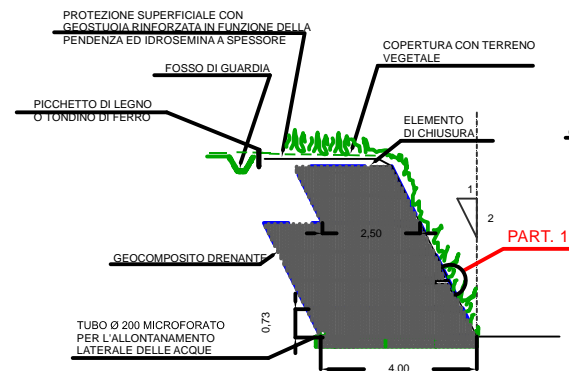 PROTEZIONE SUPERFICIALE CON
GEOSTUOIA RINFORZATA IN FUNZIONE DELLA
PENDENZA ED IDROSEMINA A SPESSORE
COPERTURA CON TERRENO
VEGETALE
FOSSO DI GUARDIA
PICCHETTO DI LEGNO
O TONDINO DI FERRO
ELEMENTO
DI CHIUSURA
1
2
2,50
PART. 1
GEOCOMPOSITO DRENANTE
0,73
TUBO Ø 200 MICROFORATO
PER L'ALLONTANAMENTO
LATERALE DELLE ACQUE
4,00